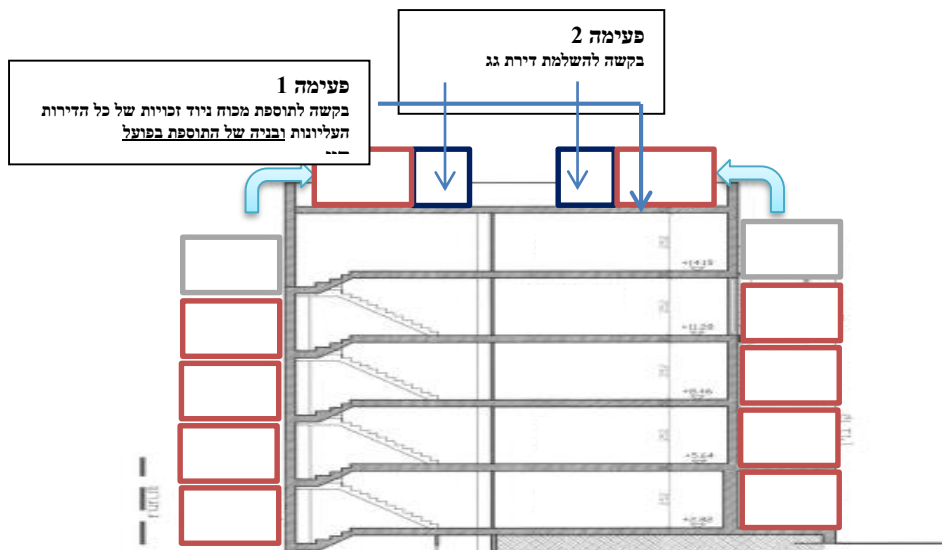 פעימה 2
בקשה להשלמת דירת גג
פעימה 1
בקשה לתוספת מכוח ניוד זכויות של כל הדירות
העליונות ובניה של התוספת בפועל
+14.15
+11.28
+8.46
+5.64
+2.82